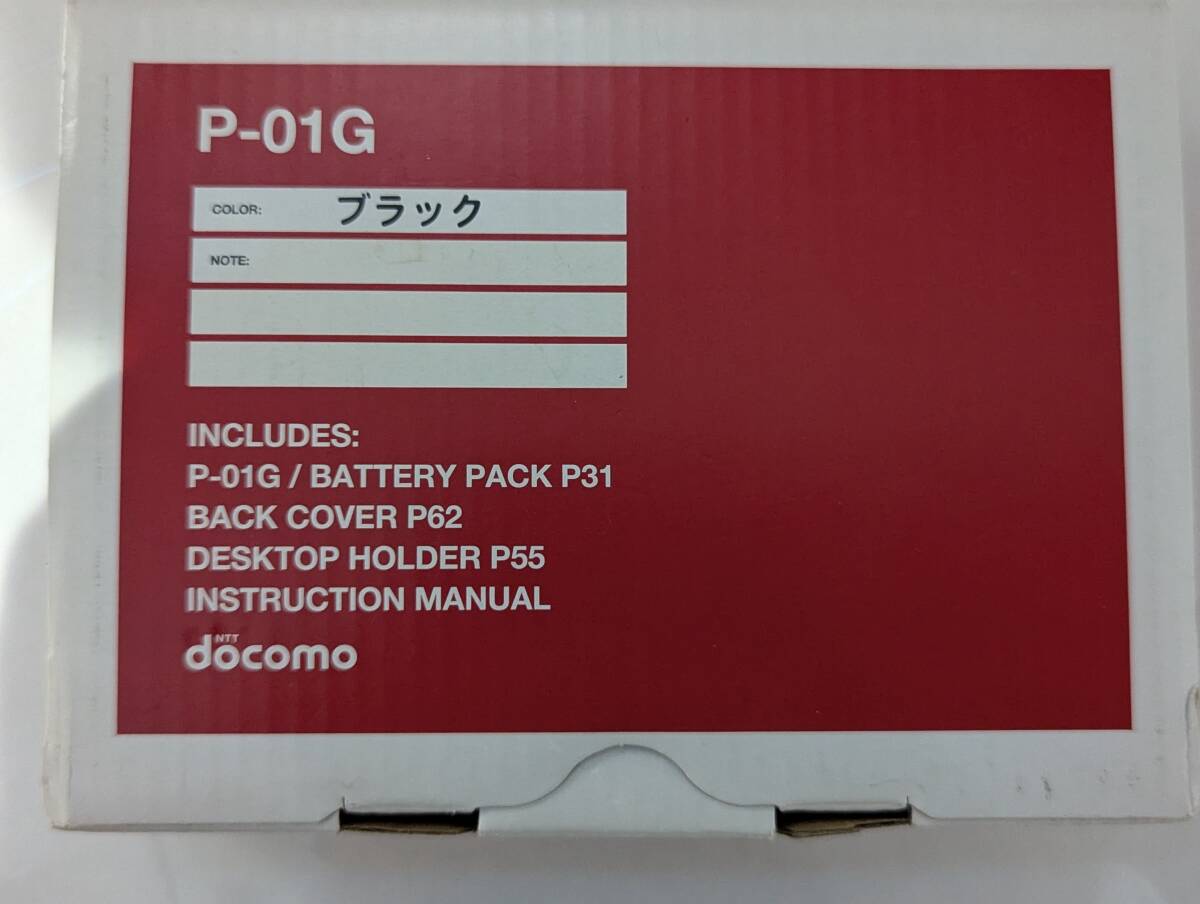 P-01G
COLOR: ブラック
NOTE:
INCLUDES:
P-01G / BATTERY PACK P31
BACK COVER P62
DESKTOP HOLDER P55
INSTRUCTION MANUAL
NTT
döcomo